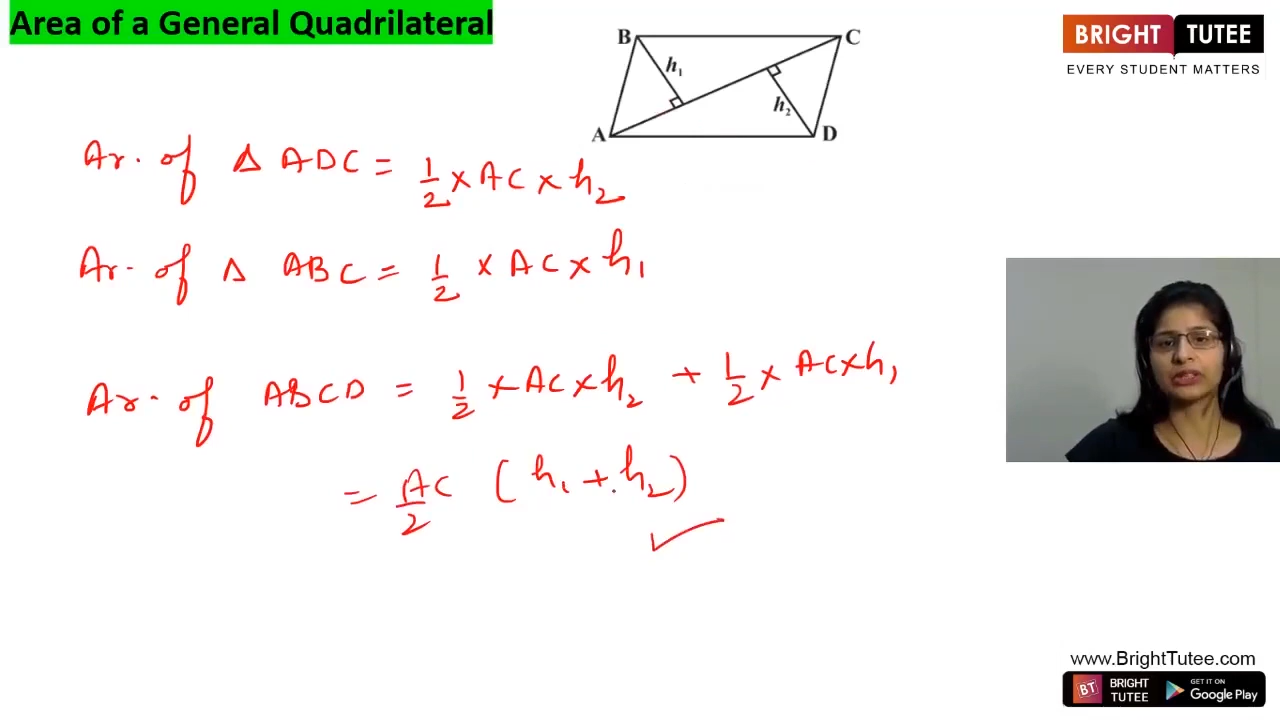 Area of a General Quadrilateral
B
C
h₁
h₂
A
D
BRIGHT TUTEE
EVERY STUDENT MATTERS
Ar. of Δ ADC = 1/2 × AC × h₂
Ar. of Δ ABC = 1/2 × AC × h₁
Ar. of ABCD = 1/2 × AC × h₂ + 1/2 × AC × h₁
= AC/2 (h₁ + h₂)
www.BrightTutee.com
BT BRIGHT TUTEE
GET IT ON Google Play